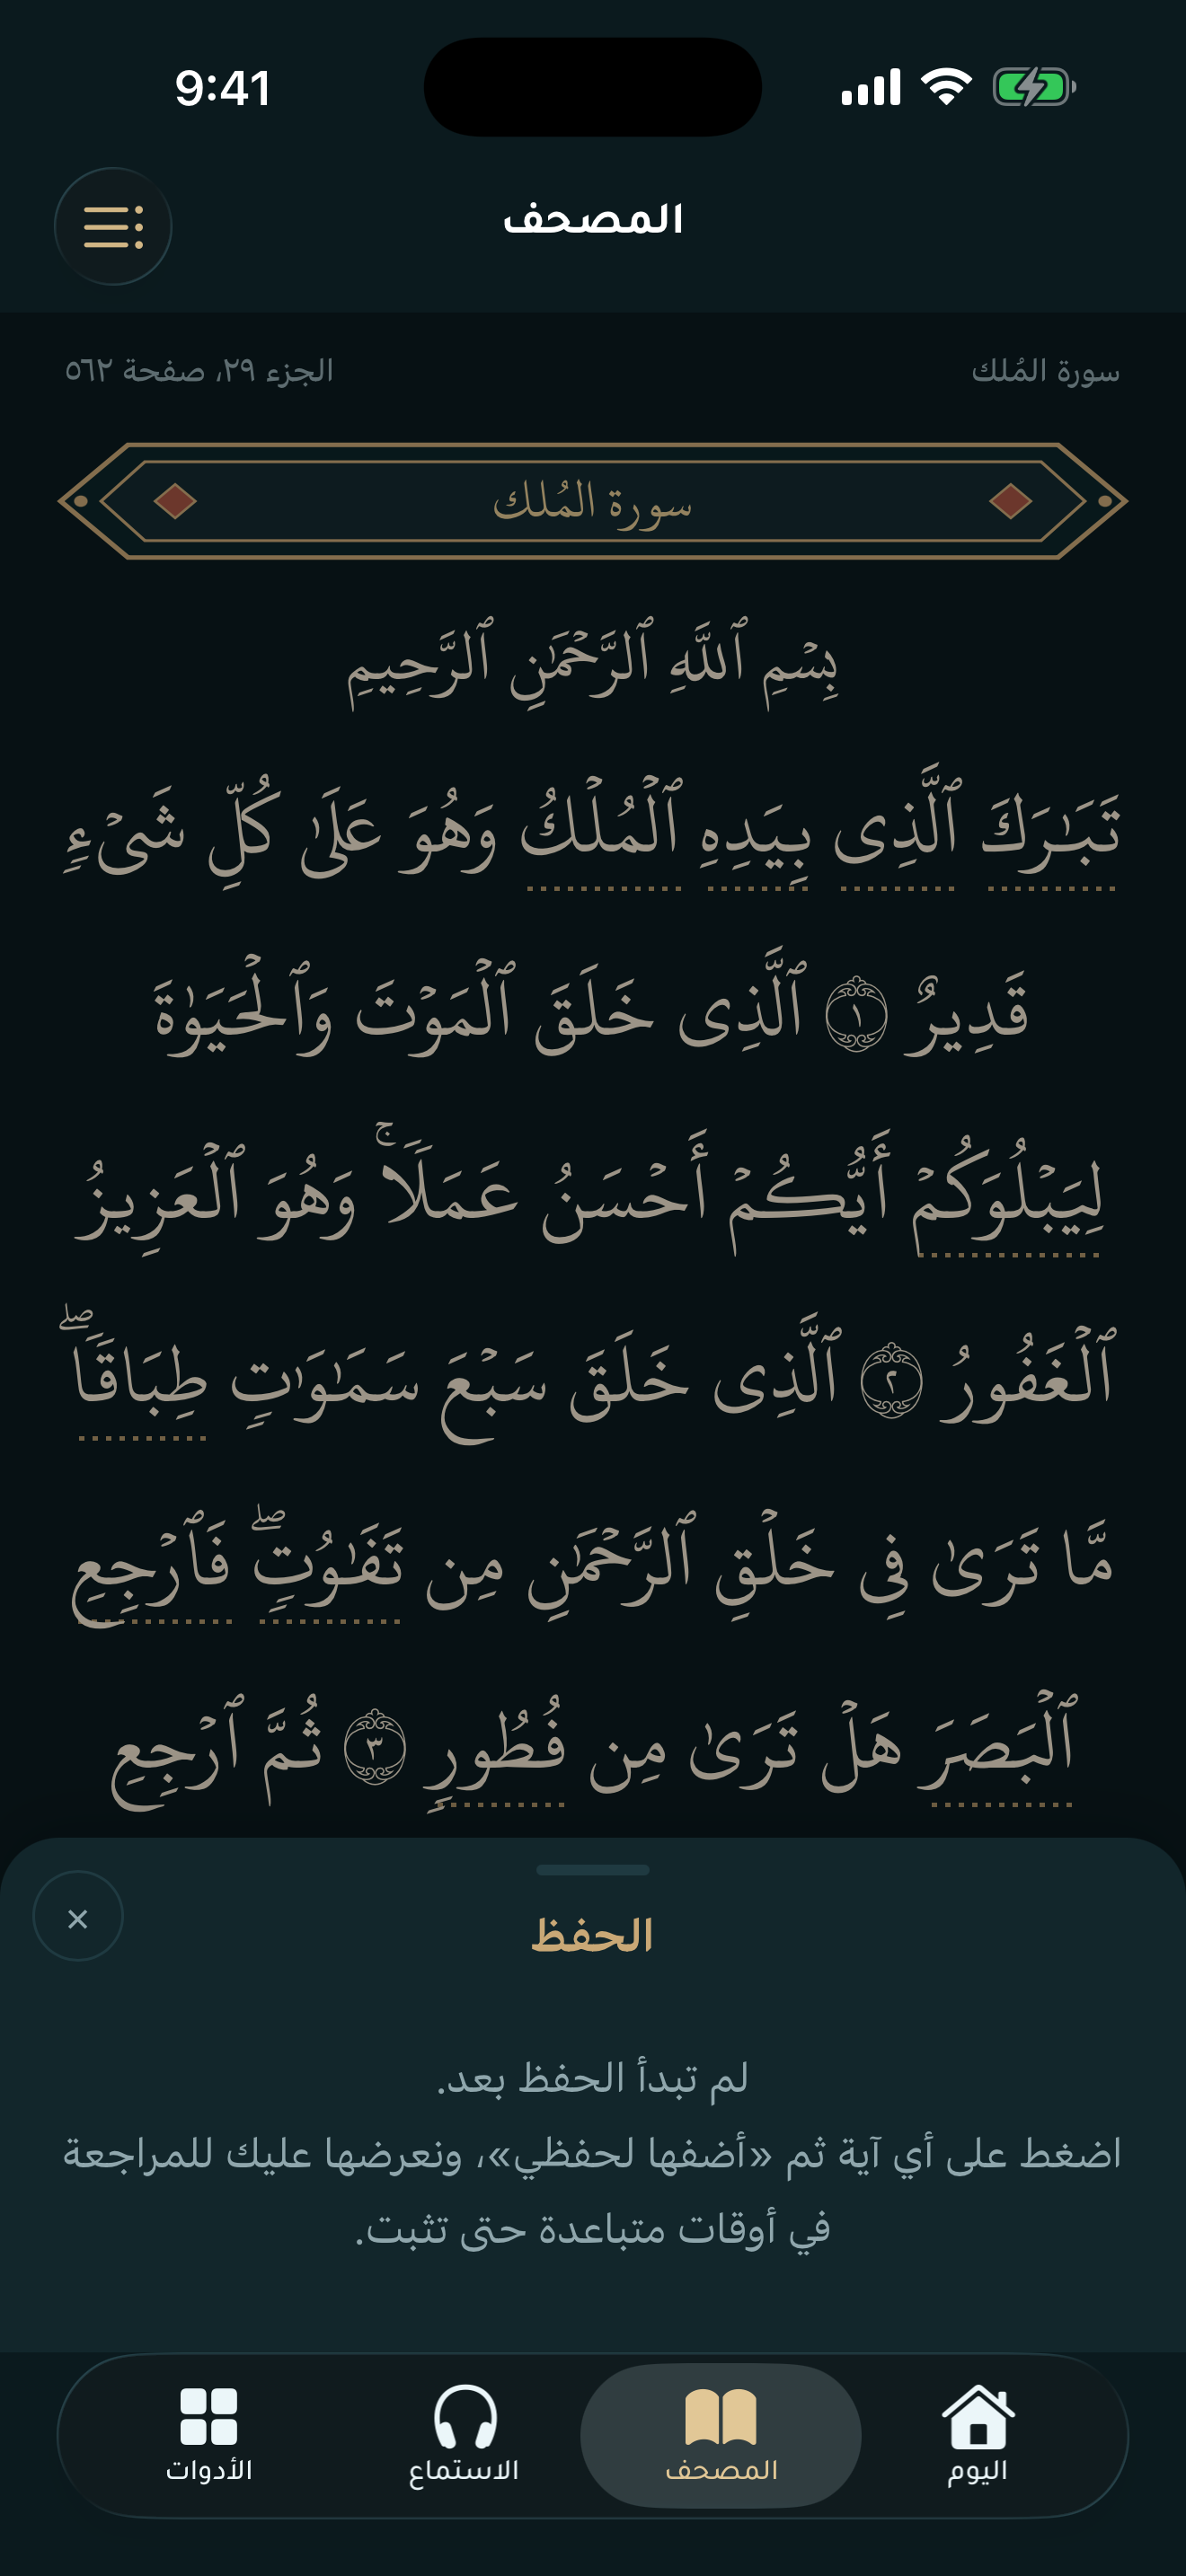 9:41
المصحف
سورة المُلك
الجزء ٢٩، صفحة ٥٦٢
سورة المُلك
بِسْمِ ٱللَّهِ ٱلرَّحْمَٰنِ ٱلرَّحِيمِ
تَبَٰرَكَ ٱلَّذِى بِيَدِهِ ٱلْمُلْكُ وَهُوَ عَلَىٰ كُلِّ شَىْءٍ
قَدِيرٌ ١ ٱلَّذِى خَلَقَ ٱلْمَوْتَ وَٱلْحَيَوٰةَ
لِيَبْلُوَكُمْ أَيُّكُمْ أَحْسَنُ عَمَلًا ۚ وَهُوَ ٱلْعَزِيزُ
ٱلْغَفُورُ ٢ ٱلَّذِى خَلَقَ سَبْعَ سَمَٰوَٰتٍ طِبَاقًا ۖ
مَّا تَرَىٰ فِى خَلْقِ ٱلرَّحْمَٰنِ مِن تَفَٰوُتٍ ۖ فَٱرْجِعِ
ٱلْبَصَرَ هَلْ تَرَىٰ مِن فُطُورٍ ٣ ثُمَّ ٱرْجِعِ
الحفظ
لم تبدأ الحفظ بعد.
اضغط على أي آية ثم «أضفها لحفظي»، ونعرضها عليك للمراجعة
في أوقات متباعدة حتى تثبت.
اليوم
المصحف
الاستماع
الأدوات